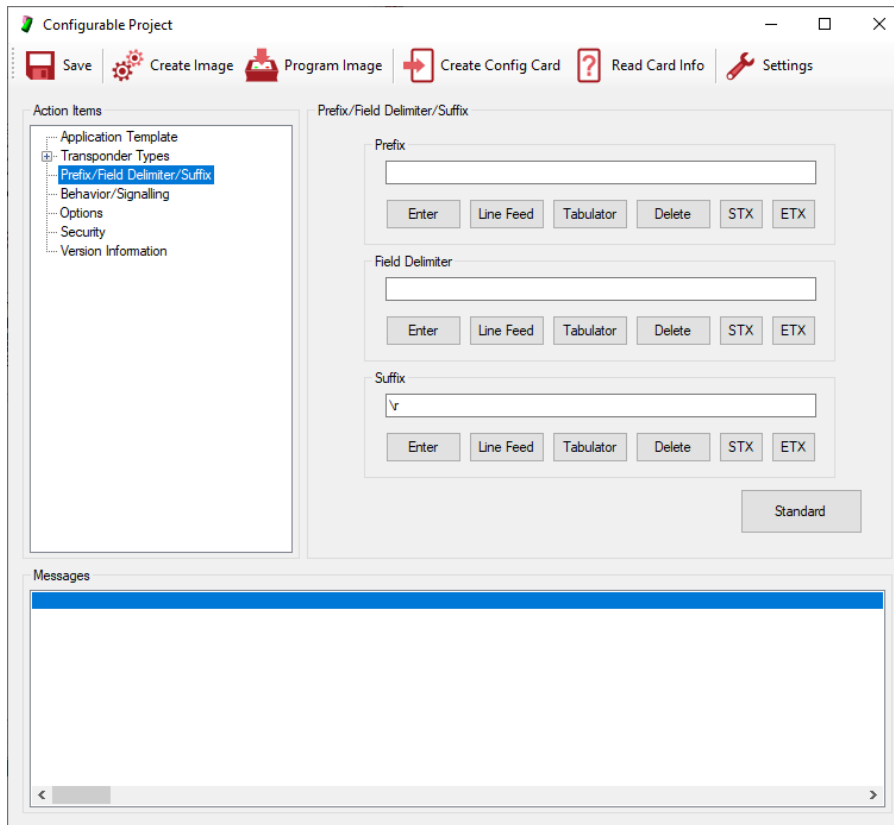 Configurable Project
Save Create Image Program Image Create Config Card Read Card Info Settings
Action Items
Application Template
Transponder Types
Prefix/Field Delimiter/Suffix
Behavior/Signalling
Options
Security
Version Information
Prefix/Field Delimiter/Suffix
Prefix
Enter Line Feed Tabulator Delete STX ETX
Field Delimiter
Enter Line Feed Tabulator Delete STX ETX
Suffix
\r
Enter Line Feed Tabulator Delete STX ETX
Standard
Messages